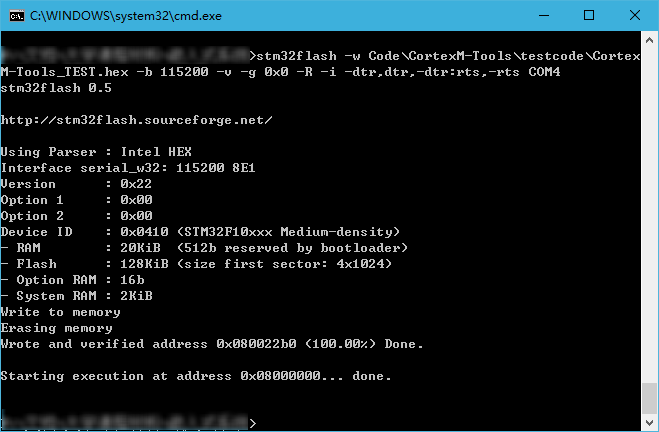 C:\WINDOWS\system32\cmd.exe
>stm32flash -w Code\CortexM-Tools\testcode\Cortex
M-Tools_TEST.hex -b 115200 -v -g 0x0 -R -i -dtr,dtr,-dtr:rts,-rts COM4
stm32flash 0.5
http://stm32flash.sourceforge.net/
Using Parser : Intel HEX
Interface serial_w32: 115200 8E1
Version      : 0x22
Option 1     : 0x00
Option 2     : 0x00
Device ID    : 0x0410 (STM32F10xxx Medium-density)
- RAM        : 20KiB  (512b reserved by bootloader)
- Flash      : 128KiB (size first sector: 4x1024)
- Option RAM : 16b
- System RAM : 2KiB
Write to memory
Erasing memory
Wrote and verified address 0x080022b0 (100.00%) Done.
Starting execution at address 0x08000000... done.
>